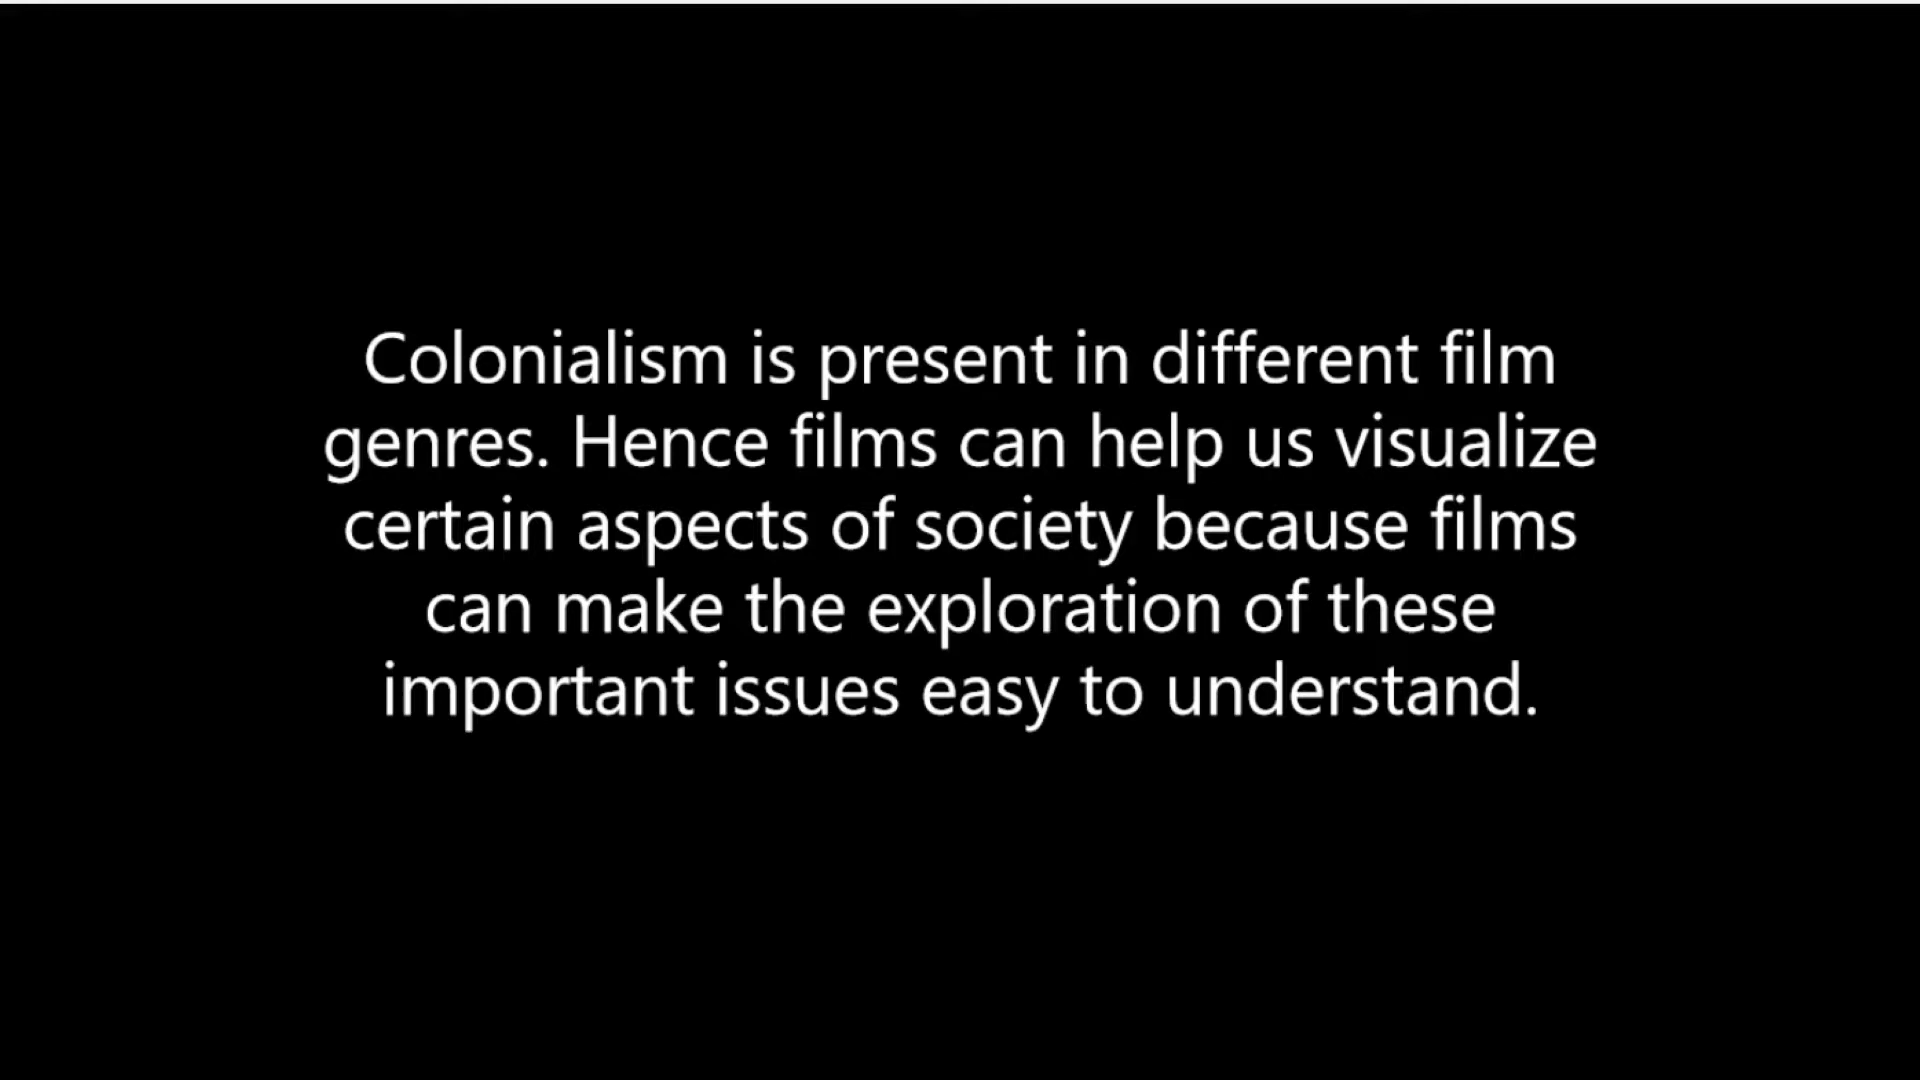 Colonialism is present in different film
genres. Hence films can help us visualize
certain aspects of society because films
can make the exploration of these
important issues easy to understand.